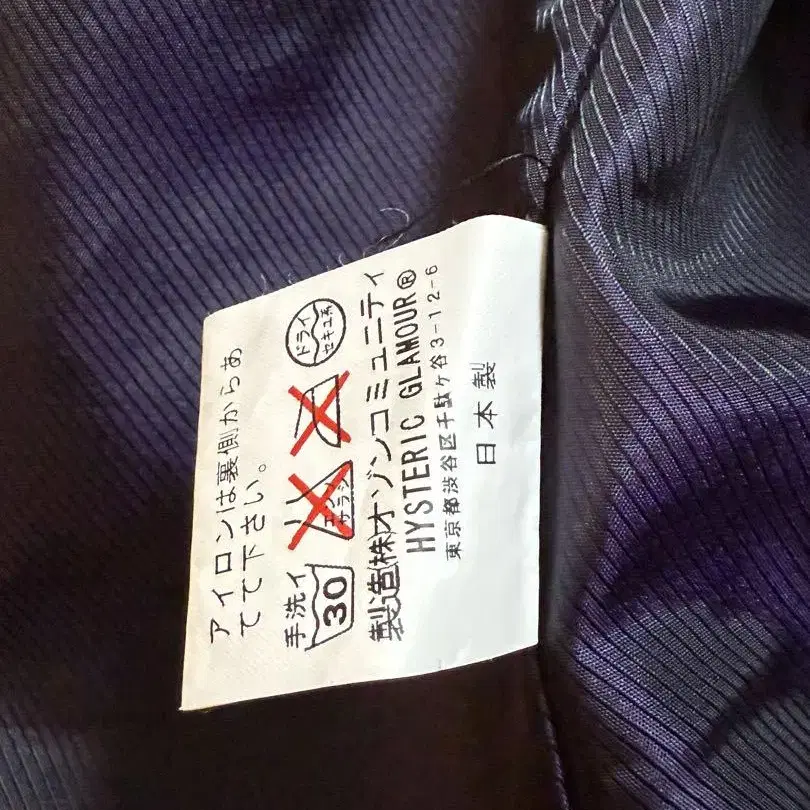 アイロンは裏側からあ
てて下さい。
手洗イ
30
エンソ
サラシ
ドライ
セキユ系
製造(株)オゾンコミュニティ
HYSTERIC GLAMOUR®
東京都渋谷区千駄ケ谷3-12-6
日本製